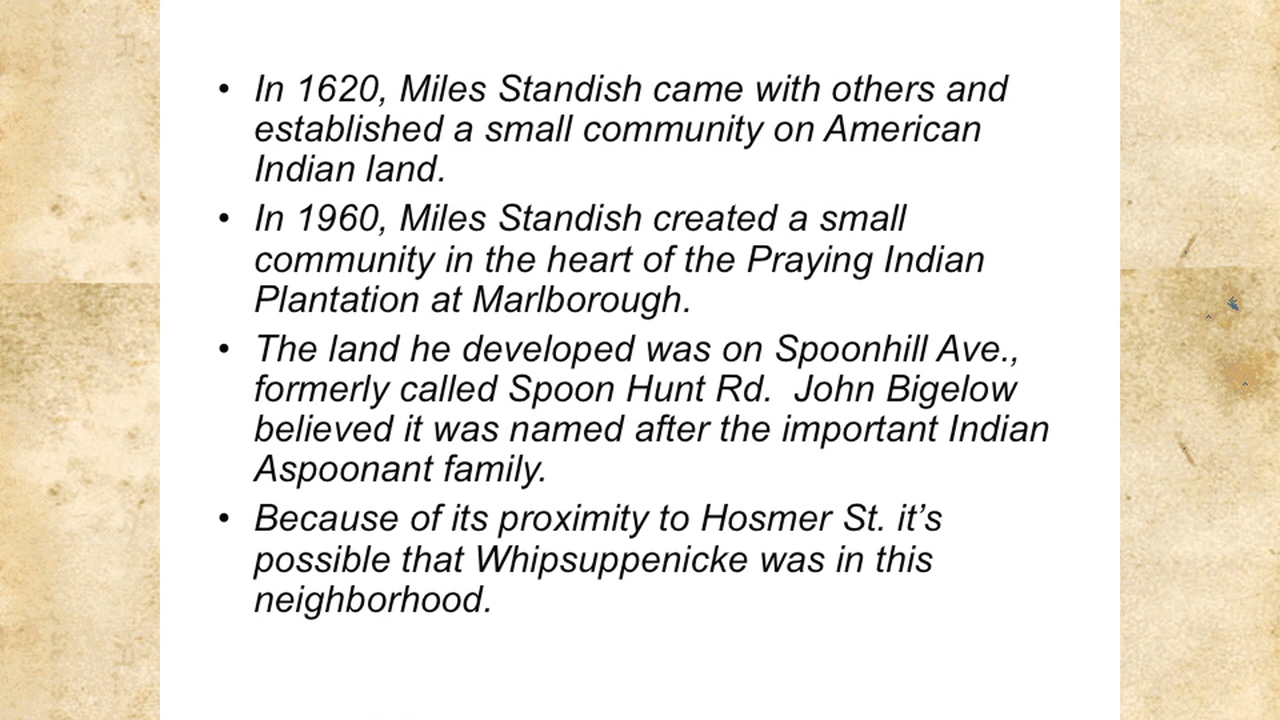 • In 1620, Miles Standish came with others and
established a small community on American
Indian land.
• In 1960, Miles Standish created a small
community in the heart of the Praying Indian
Plantation at Marlborough.
• The land he developed was on Spoonhill Ave.,
formerly called Spoon Hunt Rd.  John Bigelow
believed it was named after the important Indian
Aspoonant family.
• Because of its proximity to Hosmer St. it’s
possible that Whipsuppenicke was in this
neighborhood.